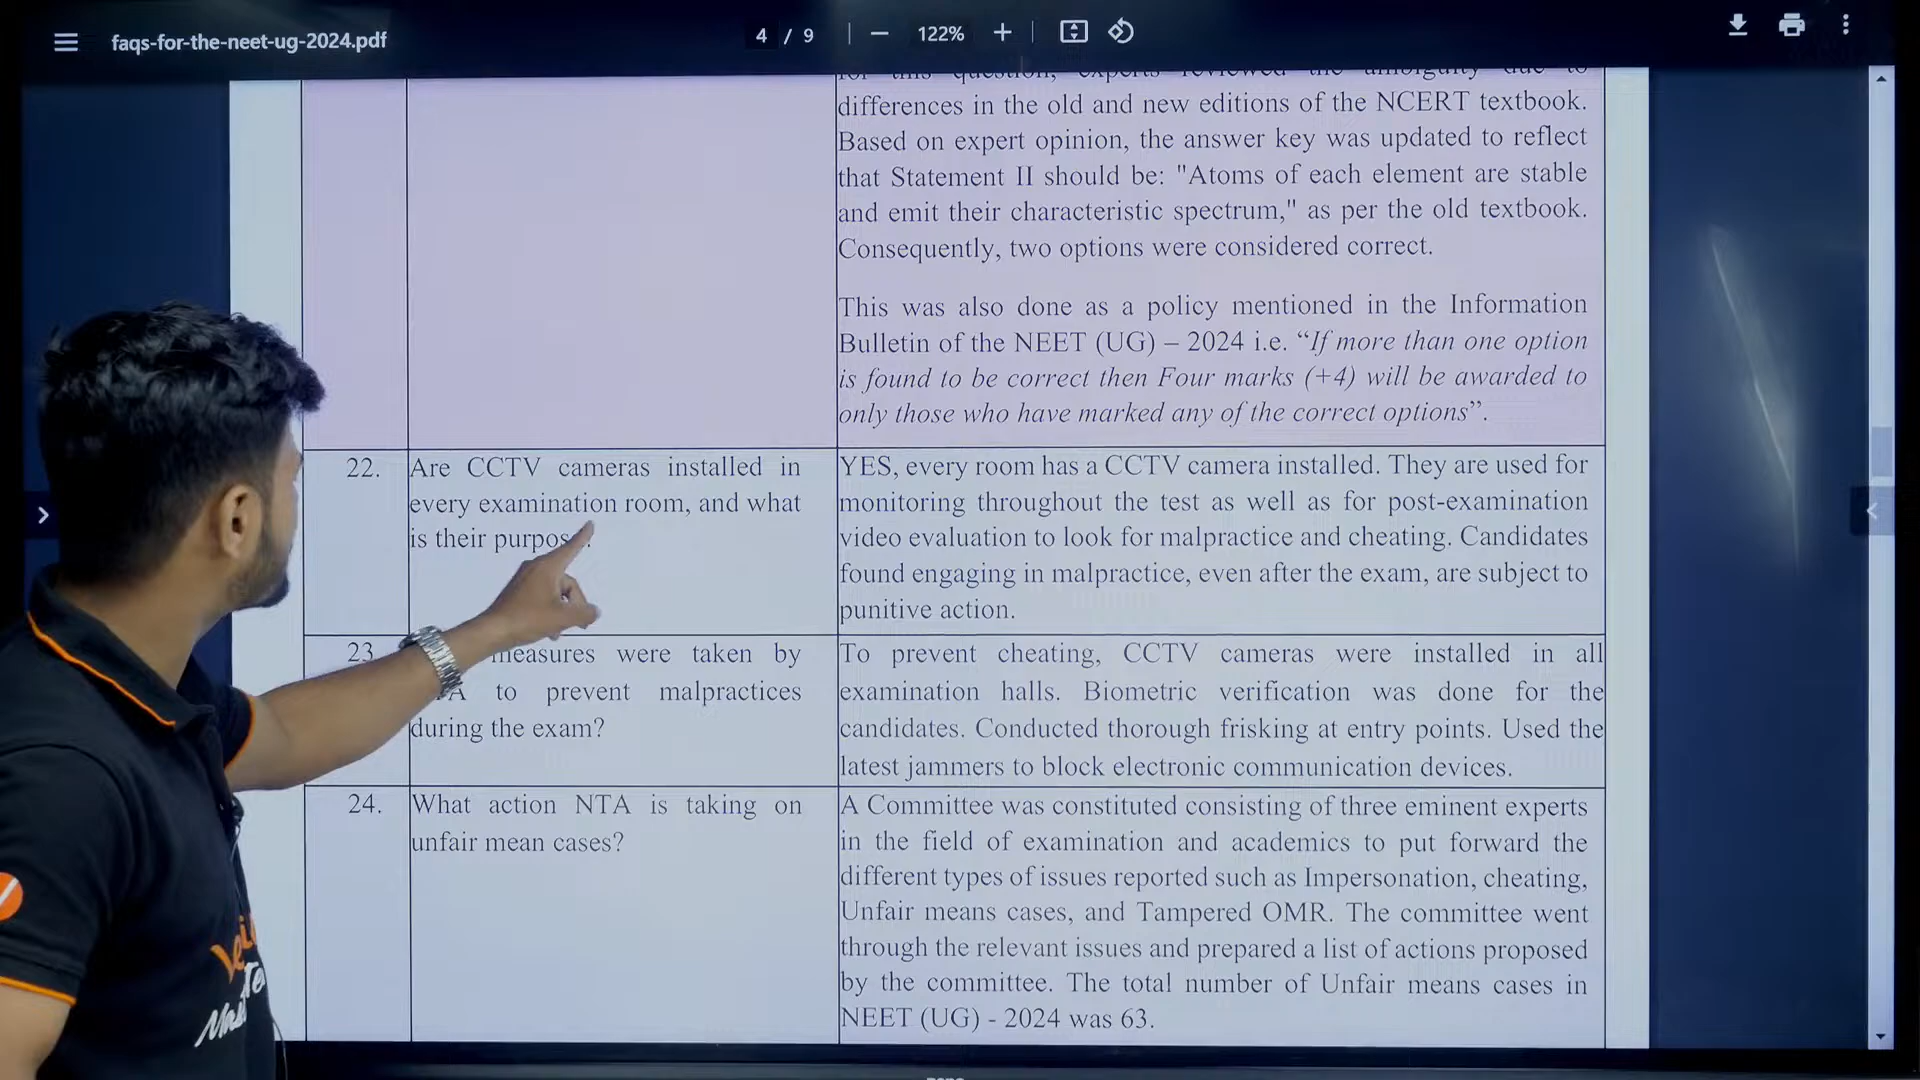 faqs-for-the-neet-ug-2024.pdf
4 / 9
122%
for this question, experts reviewed the ambiguity due to
differences in the old and new editions of the NCERT textbook.
Based on expert opinion, the answer key was updated to reflect
that Statement II should be: "Atoms of each element are stable
and emit their characteristic spectrum," as per the old textbook.
Consequently, two options were considered correct.
This was also done as a policy mentioned in the Information
Bulletin of the NEET (UG) – 2024 i.e. “If more than one option
is found to be correct then Four marks (+4) will be awarded to
only those who have marked any of the correct options”.
22.
Are CCTV cameras installed in
every examination room, and what
is their
YES, every room has a CCTV camera installed. They are used for
monitoring throughout the test as well as for post-examination
video evaluation to look for malpractice and cheating. Candidates
found engaging in malpractice, even after the exam, are subject to
punitive action.
23
measures were taken by
to prevent malpractices
during the exam?
To prevent cheating, CCTV cameras were installed in all
examination halls. Biometric verification was done for the
candidates. Conducted thorough frisking at entry points. Used the
latest jammers to block electronic communication devices.
24.
What action NTA is taking on
unfair mean cases?
A Committee was constituted consisting of three eminent experts
in the field of examination and academics to put forward the
different types of issues reported such as Impersonation, cheating,
Unfair means cases, and Tampered OMR. The committee went
through the relevant issues and prepared a list of actions proposed
by the committee. The total number of Unfair means cases in
NEET (UG) - 2024 was 63.